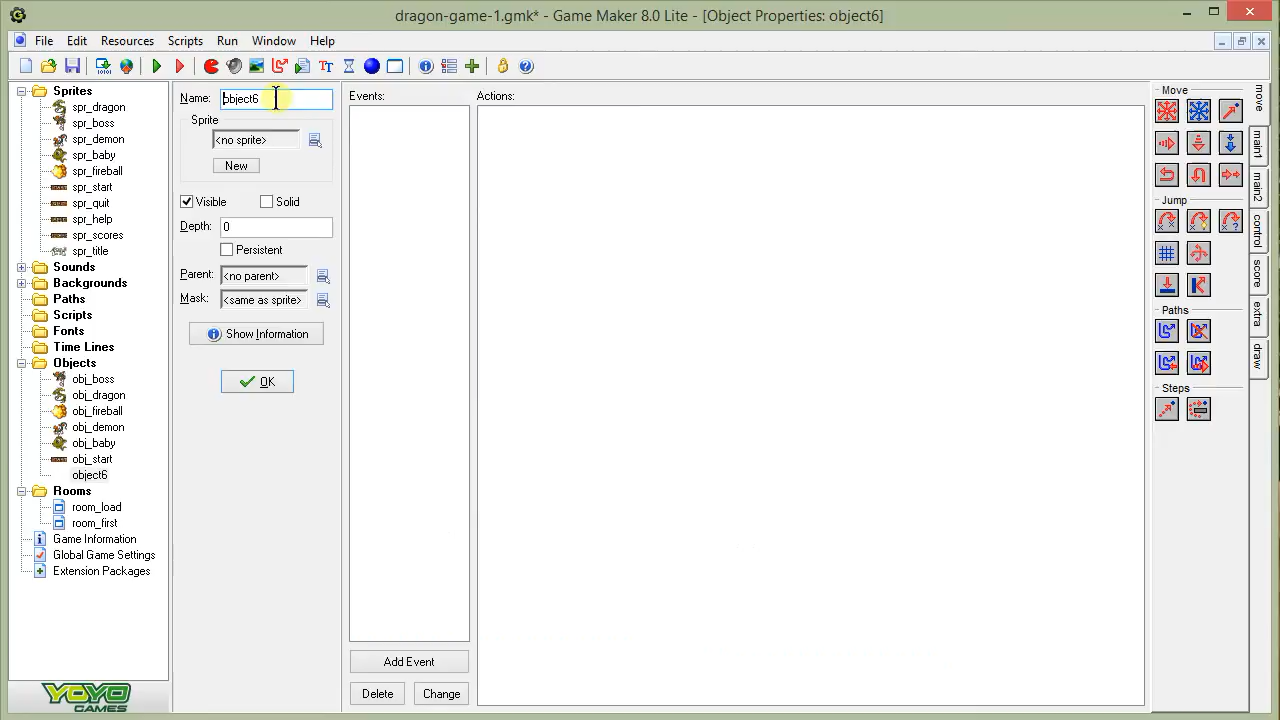 dragon-game-1.gmk* - Game Maker 8.0 Lite - [Object Properties: object6]
File Edit Resources Scripts Run Window Help
Sprites
spr_dragon
spr_boss
spr_demon
spr_baby
spr_fireball
spr_start
spr_quit
spr_help
spr_scores
spr_title
Sounds
Backgrounds
Paths
Scripts
Fonts
Time Lines
Objects
obj_boss
obj_dragon
obj_fireball
obj_demon
obj_baby
obj_start
object6
Rooms
room_load
room_first
Game Information
Global Game Settings
Extension Packages
YOYO
GAMES
Name: object6
Sprite
<no sprite>
New
Visible Solid
Depth: 0
Persistent
Parent: <no parent>
Mask: <same as sprite>
Show Information
OK
Events:
Add Event
Delete Change
Actions:
Move
Jump
Paths
Steps
move
main1
main2
control
score
extra
draw